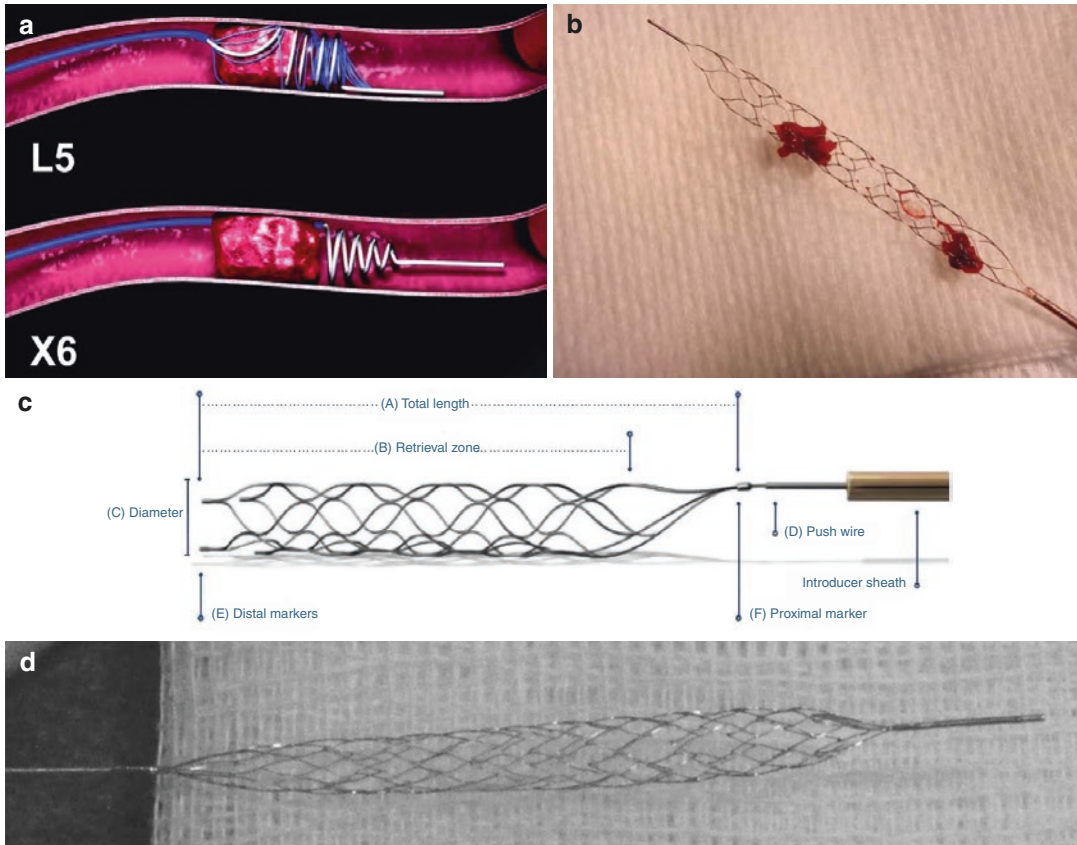 a
b
L5
X6
c
(A) Total length
(B) Retrieval zone
(C) Diameter
(D) Push wire
Introducer sheath
(E) Distal markers
(F) Proximal marker
d